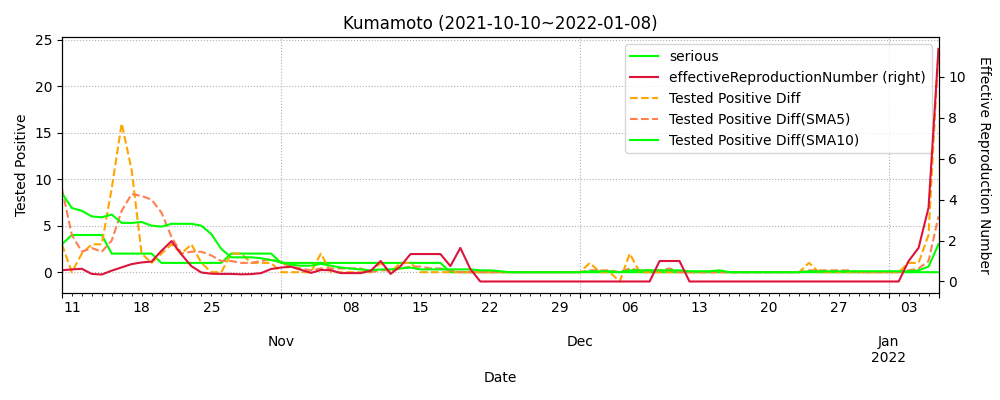 Kumamoto (2021-10-10~2022-01-08)
25
20
15
10
5
0
Tested Positive
serious
effectiveReproductionNumber (right)
Tested Positive Diff
Tested Positive Diff(SMA5)
Tested Positive Diff(SMA10)
10
8
6
4
2
0
Effective Reproduction Number
11 18 25 08 15 22 29 06 13 20 27 03
Nov Dec Jan
2022
Date